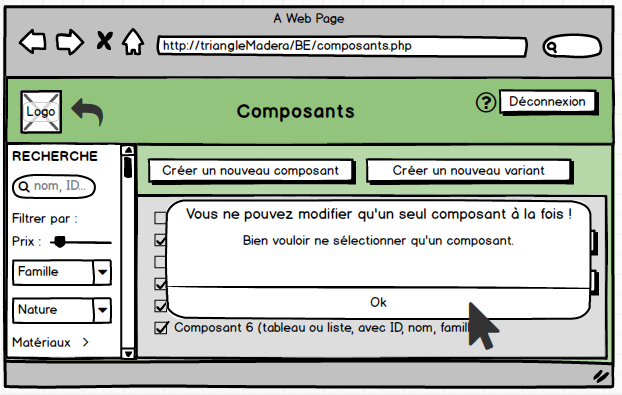 A Web Page
http://triangleMadera/BE/composants.php
Logo
Composants
?
Déconnexion
RECHERCHE
nom, ID...
Filtrer par :
Prix :
Famille
Nature
Matériaux >
Créer un nouveau composant
Créer un nouveau variant
Vous ne pouvez modifier qu'un seul composant à la fois !
Bien vouloir ne sélectionner qu'un composant.
Ok
Composant 6 (tableau ou liste, avec ID, nom, famil